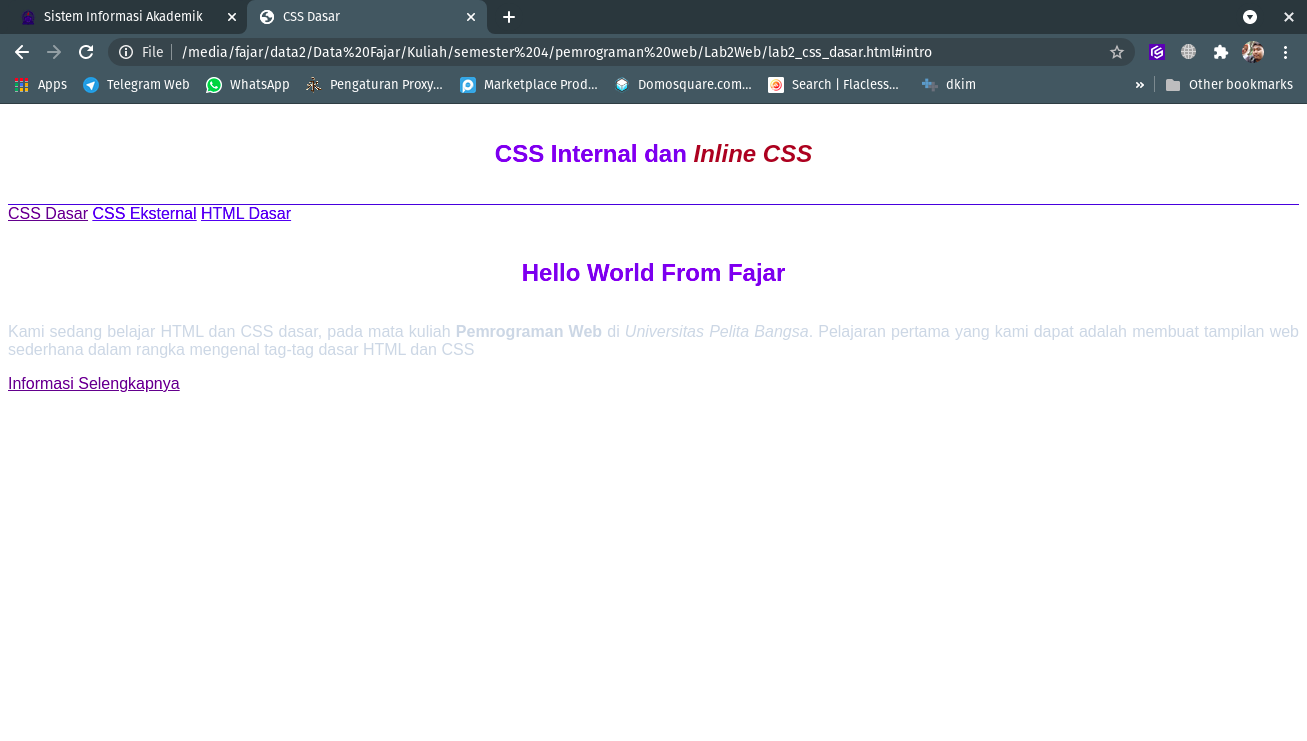 Sistem Informasi Akademik
CSS Dasar
File
/media/fajar/data2/Data%20Fajar/Kuliah/semester%204/pemrograman%20web/Lab2Web/lab2_css_dasar.html#intro
Apps
Telegram Web
WhatsApp
Pengaturan Proxy...
Marketplace Prod...
Domosquare.com...
Search | Flacless...
dkim
»
Other bookmarks
CSS Internal dan Inline CSS
CSS Dasar CSS Eksternal HTML Dasar
Hello World From Fajar
Kami sedang belajar HTML dan CSS dasar, pada mata kuliah Pemrograman Web di Universitas Pelita Bangsa. Pelajaran pertama yang kami dapat adalah membuat tampilan web
sederhana dalam rangka mengenal tag-tag dasar HTML dan CSS
Informasi Selengkapnya